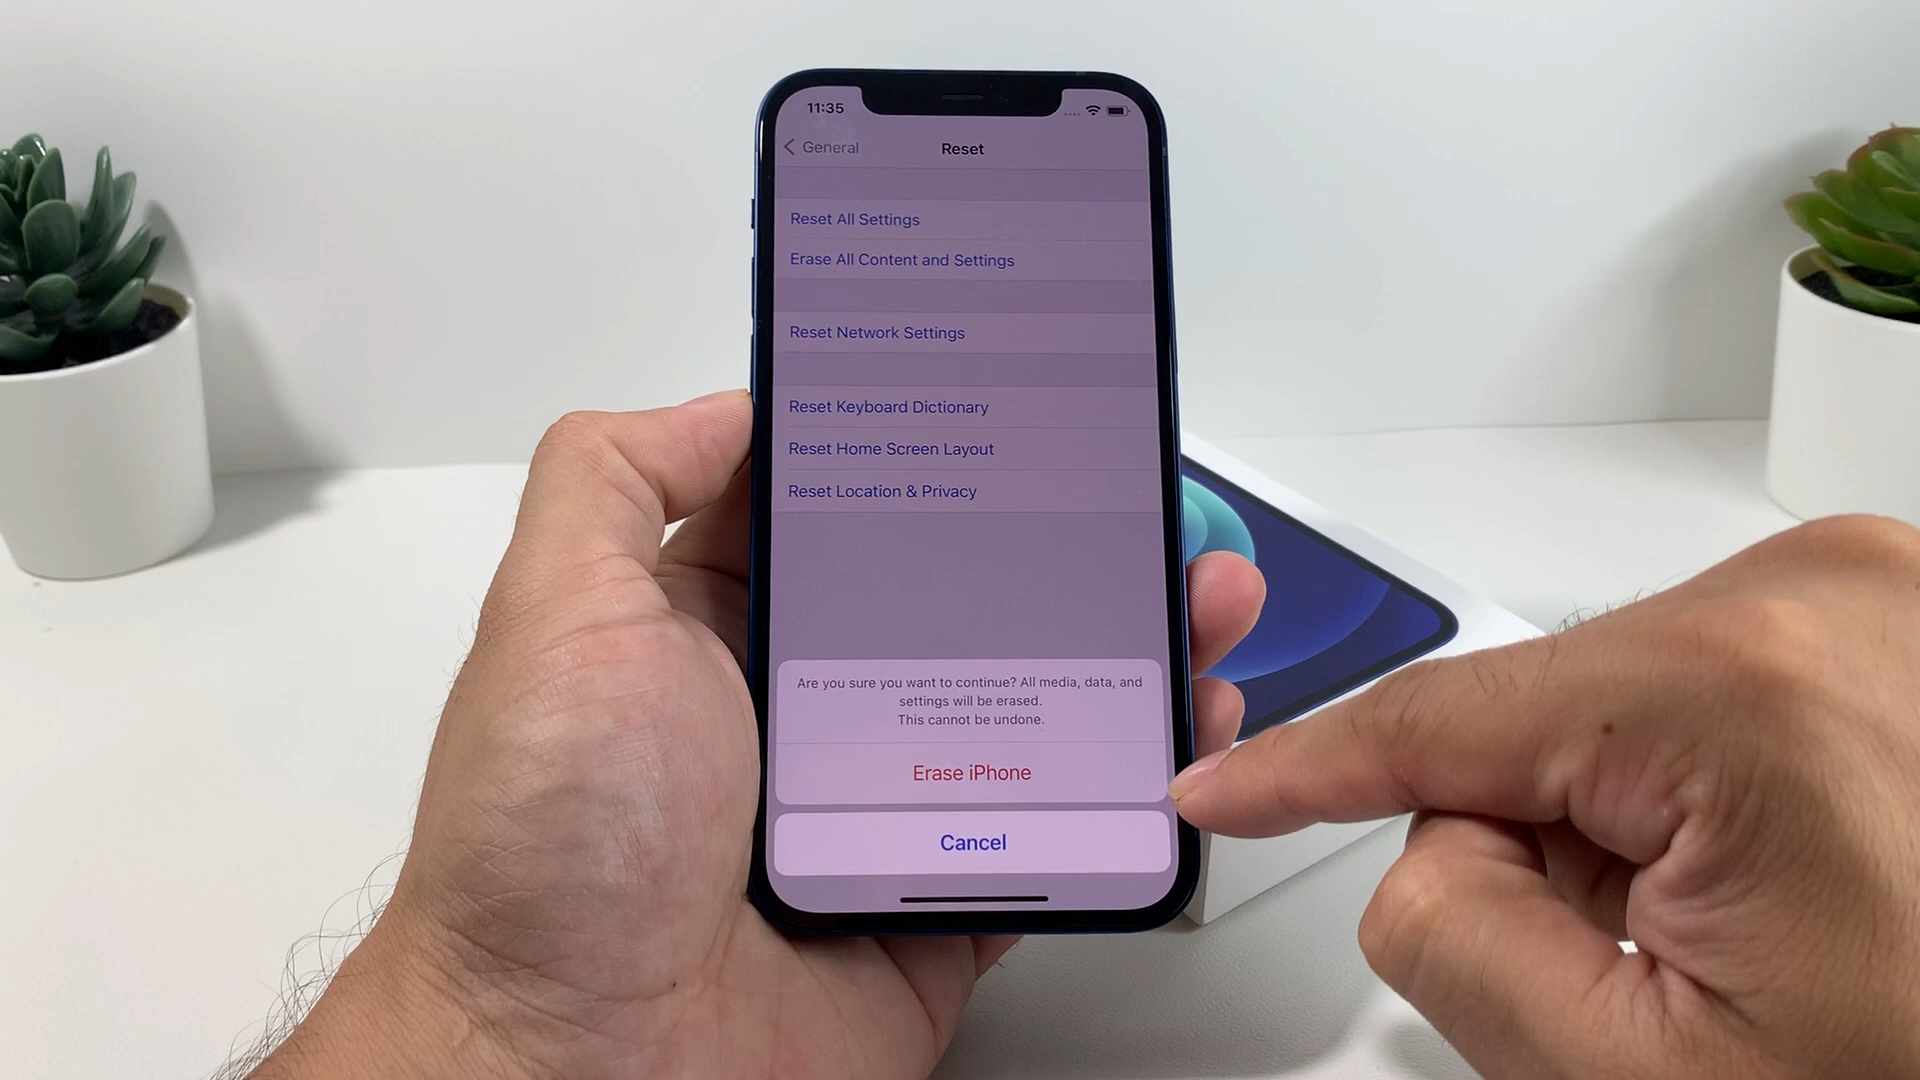 11:35
General
Reset
Reset All Settings
Erase All Content and Settings
Reset Network Settings
Reset Keyboard Dictionary
Reset Home Screen Layout
Reset Location & Privacy
Are you sure you want to continue? All media, data, and
settings will be erased.
This cannot be undone.
Erase iPhone
Cancel